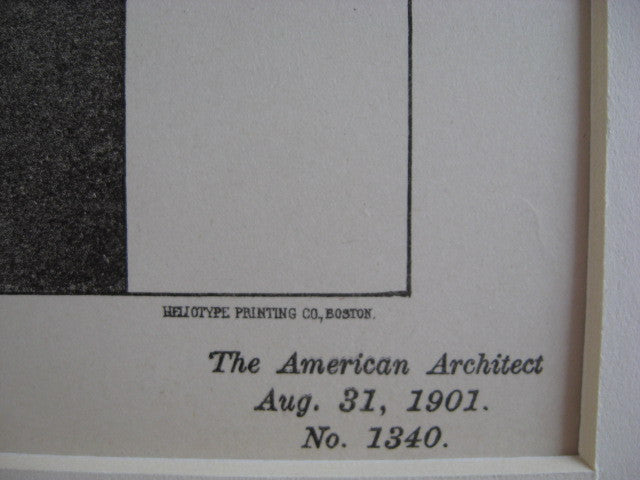 HELIOTYPE PRINTING CO., BOSTON.
The American Architect
Aug. 31, 1901.
No. 1340.